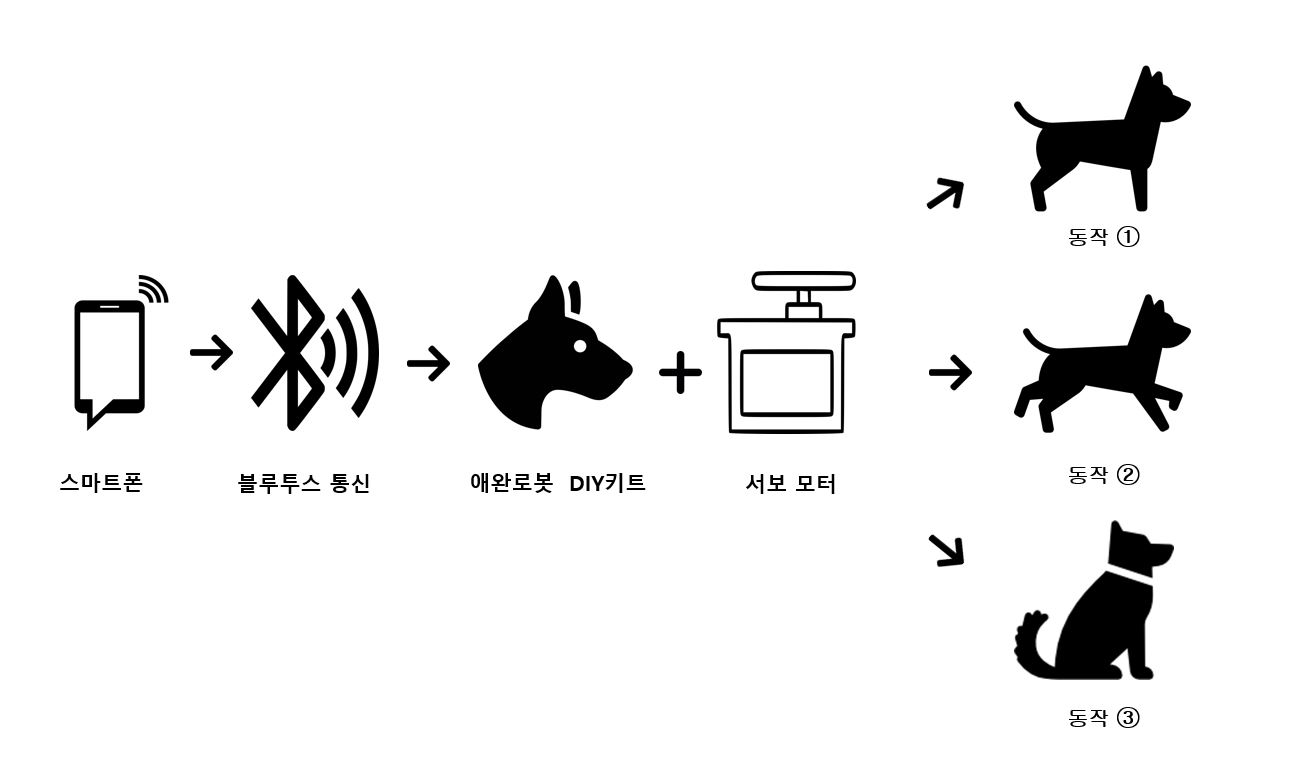 스마트폰
블루투스 통신
애완로봇 DIY키트
서보 모터
동작 ①
동작 ②
동작 ③